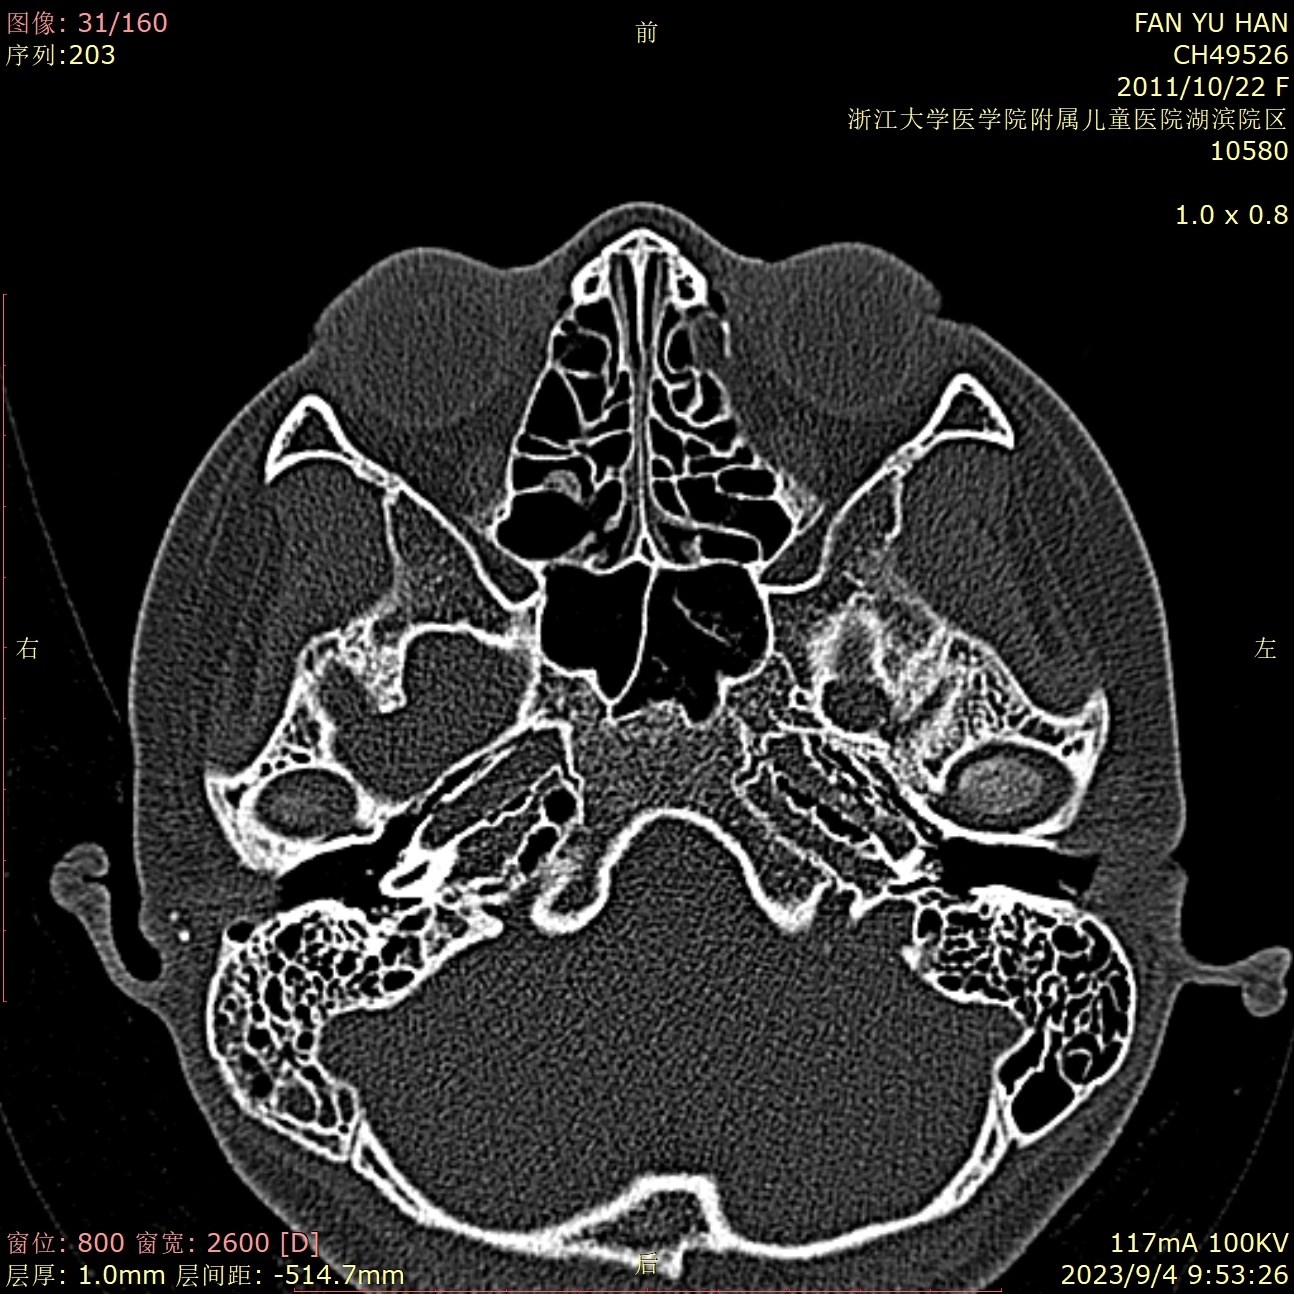 图像: 31/160
序列:203
前
FAN YU HAN
CH49526
2011/10/22 F
浙江大学医学院附属儿童医院湖滨院区
10580
1.0 x 0.8
右
左
窗位: 800 窗宽: 2600 [D]
层厚: 1.0mm 层间距: -514.7mm
后
117mA 100KV
2023/9/4 9:53:26